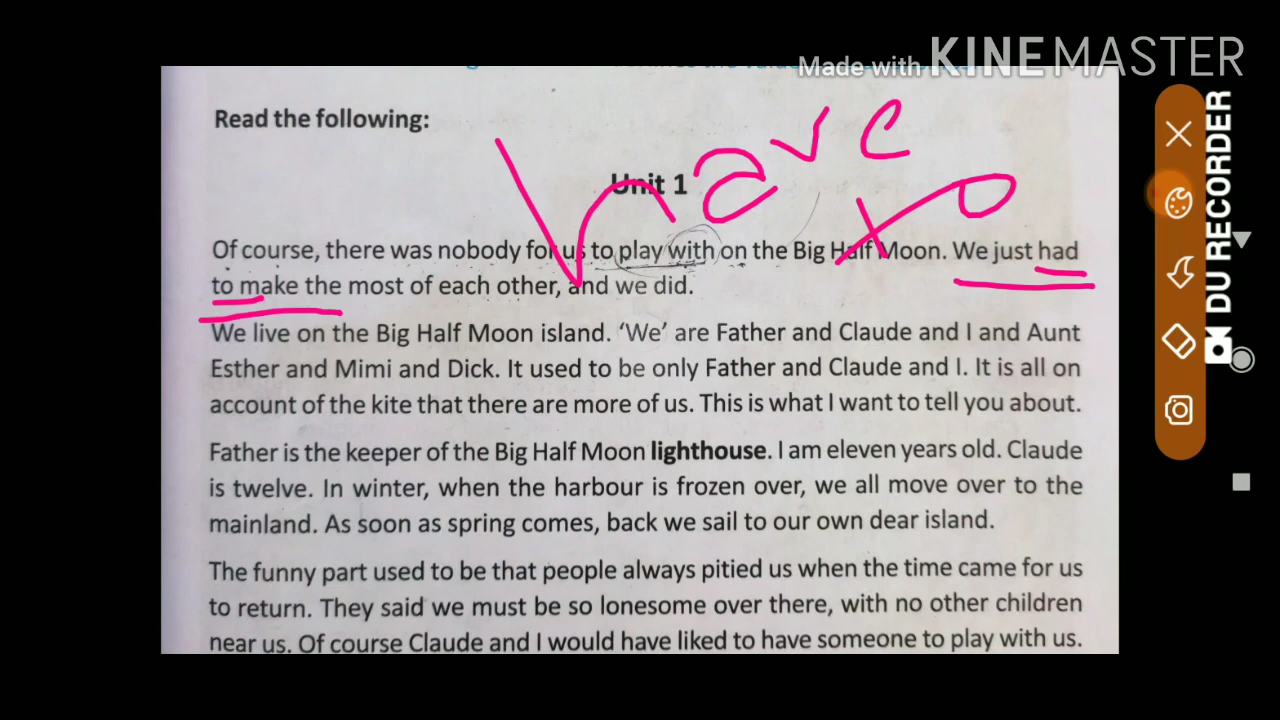 Made with KINEMASTER
Read the following:
have
to
Unit 1
Of course, there was nobody for us to play with on the Big Half Moon. We just had
to make the most of each other, and we did.
We live on the Big Half Moon island. ‘We’ are Father and Claude and I and Aunt
Esther and Mimi and Dick. It used to be only Father and Claude and I. It is all on
account of the kite that there are more of us. This is what I want to tell you about.
Father is the keeper of the Big Half Moon lighthouse. I am eleven years old. Claude
is twelve. In winter, when the harbour is frozen over, we all move over to the
mainland. As soon as spring comes, back we sail to our own dear island.
The funny part used to be that people always pitied us when the time came for us
to return. They said we must be so lonesome over there, with no other children
near us. Of course Claude and I would have liked to have someone to play with us.
DU RECORDER